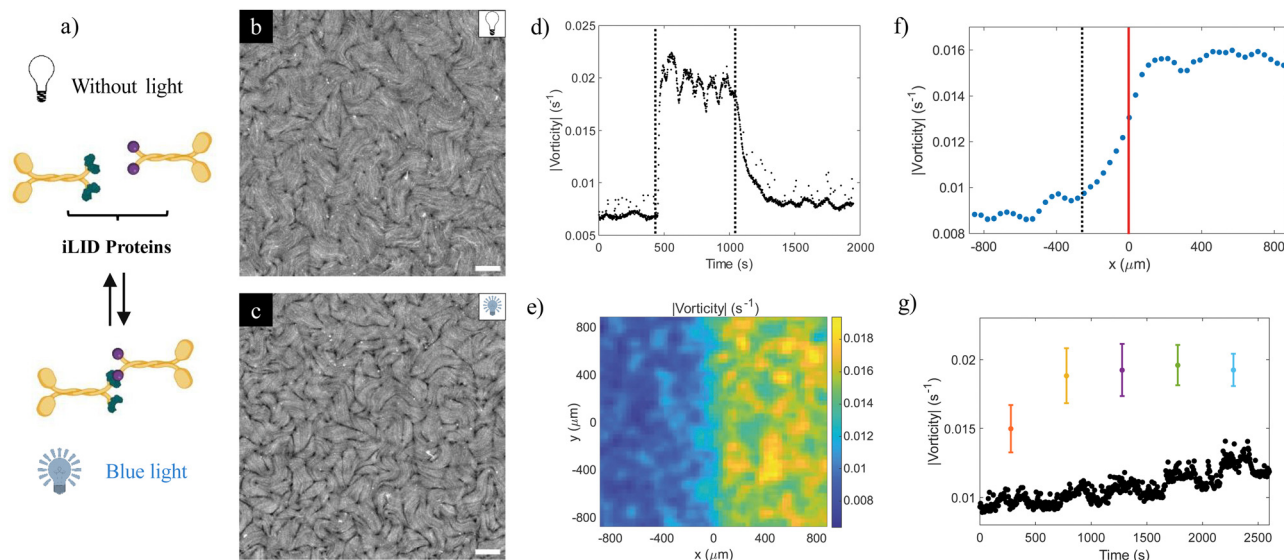 a)
Without light
iLID Proteins
Blue light
b
c
d)
|Vorticity| (s⁻¹)
0.025
0.02
0.015
0.01
0.005
0
500
1000
1500
2000
Time (s)
e)
|Vorticity| (s⁻¹)
800
400
0
-400
-800
y (μm)
-800
-400
0
400
800
x (μm)
0.018
0.016
0.014
0.012
0.01
0.008
f)
|Vorticity| (s⁻¹)
0.016
0.014
0.012
0.01
0.008
-800
-400
0
400
800
x (μm)
g)
|Vorticity| (s⁻¹)
0.02
0.015
0.01
0
500
1000
1500
2000
2500
Time (s)